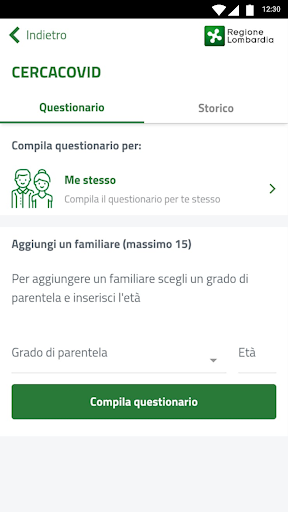 12:30
Indietro
Regione
Lombardia
CERCACOVID
Questionario
Storico
Compila questionario per:
Me stesso
Compila il questionario per te stesso
Aggiungi un familiare (massimo 15)
Per aggiungere un familiare scegli un grado di
parentela e inserisci l'età
Grado di parentela
Età
Compila questionario